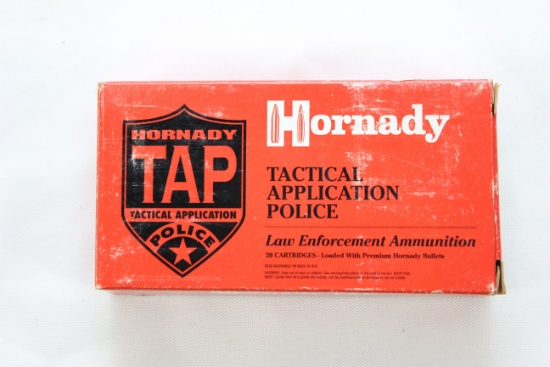 HORNADY
TAP
TACTICAL APPLICATION
POLICE
Hornady
TACTICAL
APPLICATION
POLICE
Law Enforcement Ammunition
20 CARTRIDGES - Loaded With Premium Hornady Bullets